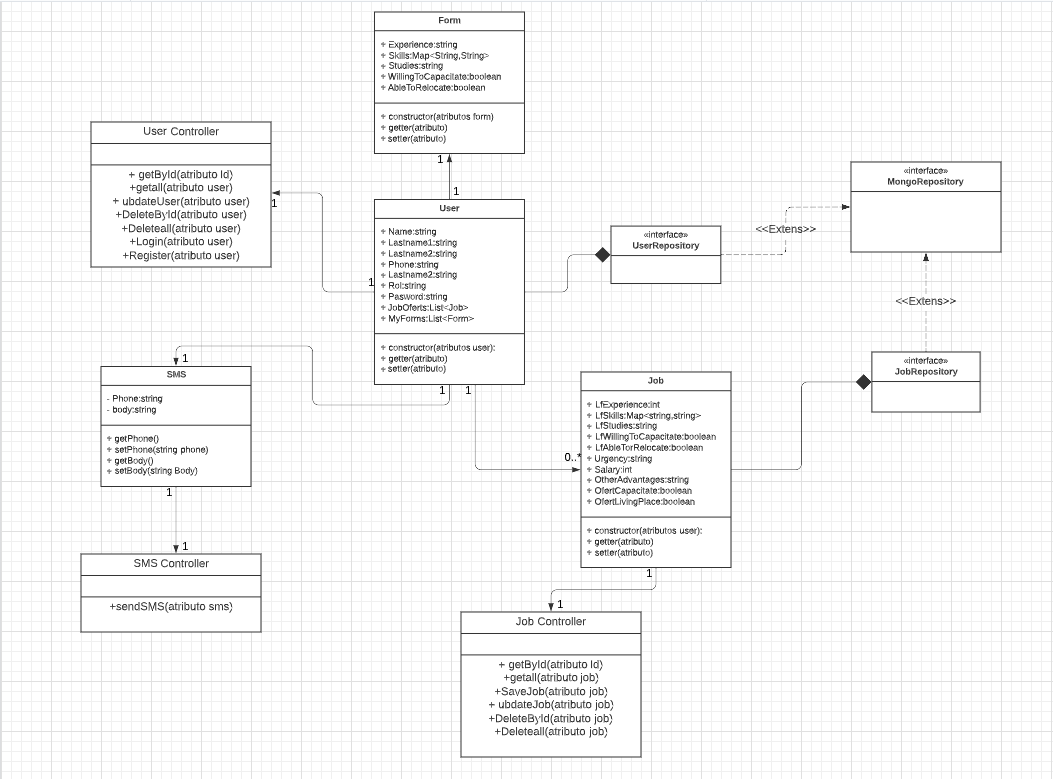 Form
+ Experience:string
+ Skills:Map<String,String>
+ Studies:string
+ WillingToCapacitate:boolean
+ AbleToRelocate:boolean
+ constructor(atributos form)
+ getter(atributo)
+ setter(atributo)
1
1
User Controller
+ getById(atributo Id)
+getall(atributo user)
+ ubdateUser(atributo user)
+DeleteById(atributo user)
+Deleteall(atributo user)
+Login(atributo user)
+Register(atributo user)
1
1
User
+ Name:string
+ Lastname1:string
+ Lastname2:string
+ Phone:string
+ Lastname2:string
+ Rol:string
+ Pasword:string
+ JobOferts:List<Job>
+ MyForms:List<Form>
+ constructor(atributos user):
+ getter(atributo)
+ setter(atributo)
1
1
«interface»
UserRepository
<<Extens>>
«interface»
MongoRepository
<<Extens>>
«interface»
JobRepository
1
SMS
- Phone:string
- body:string
+ getPhone()
+ setPhone(string phone)
+ getBody()
+ setBody(string Body)
1
1
SMS Controller
+sendSMS(atributo sms)
0..*
Job
+ LfExperience:int
+ LfSkills:Map<string,string>
+ LfStudies:string
+ LfWillingToCapacitate:boolean
+ LfAbleTorRelocate:boolean
+ Urgency:string
+ Salary:int
+ OtherAdvantages:string
+ OfertCapacitate:boolean
+ OfertLivingPlace:boolean
+ constructor(atributos user):
+ getter(atributo)
+ setter(atributo)
1
1
Job Controller
+ getById(atributo Id)
+getall(atributo job)
+SaveJob(atributo job)
+ ubdateJob(atributo job)
+DeleteById(atributo job)
+Deleteall(atributo job)